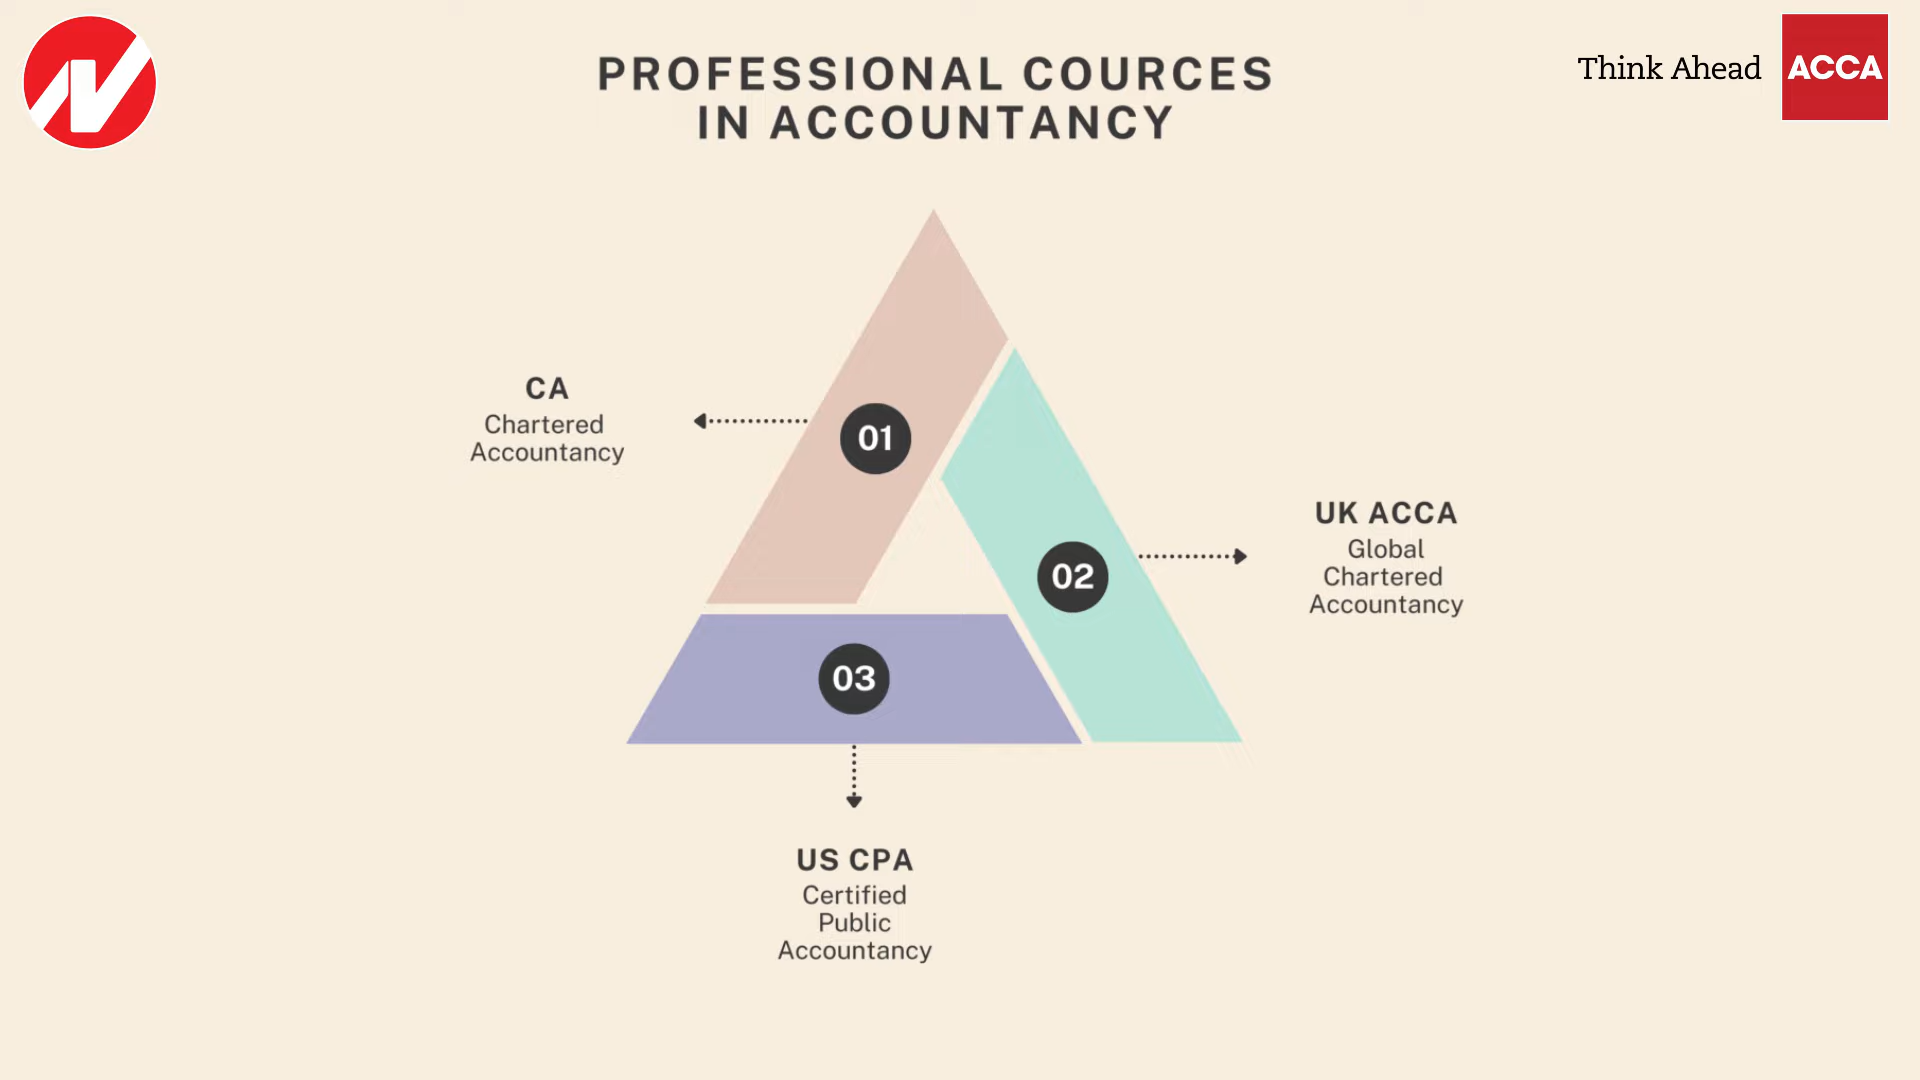 PROFESSIONAL COURCES
IN ACCOUNTANCY
Think Ahead
ACCA
CA
Chartered
Accountancy
01
UK ACCA
Global
Chartered
Accountancy
02
03
US CPA
Certified
Public
Accountancy